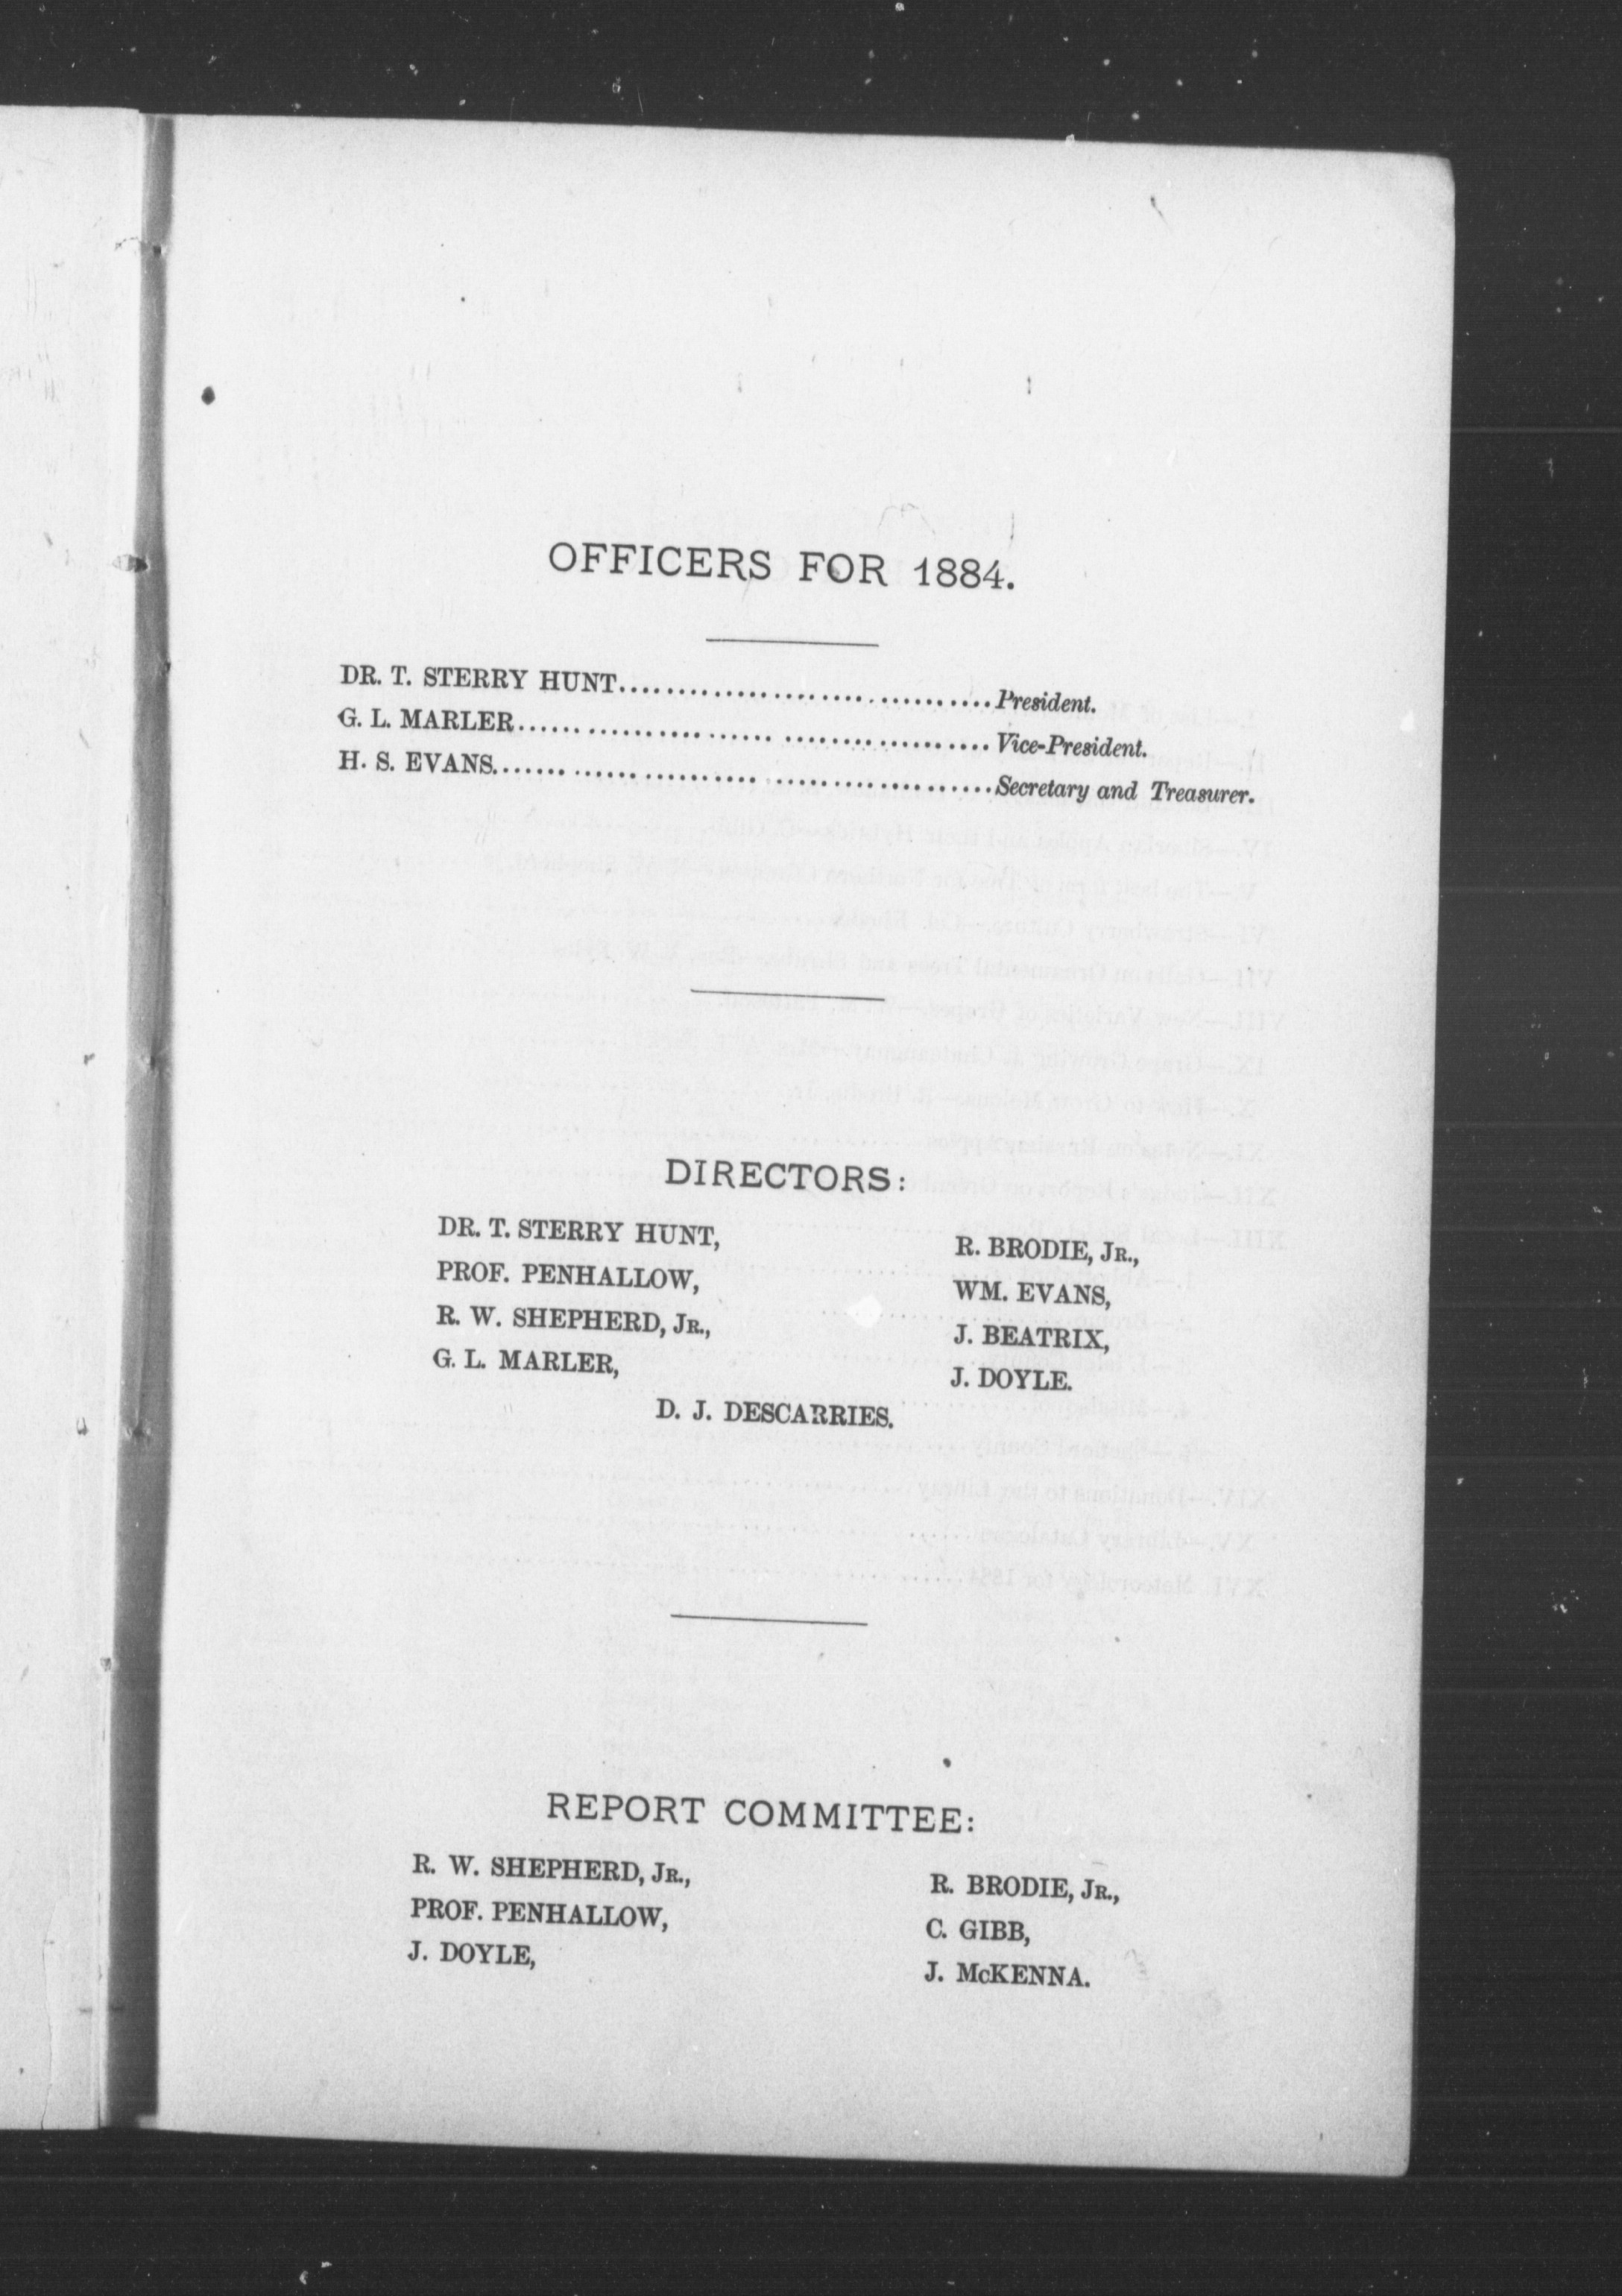 OFFICERS FOR 1884.
DR. T. STERRY HUNT................................President.
G. L. MARLER........................................Vice-President.
H. S. EVANS..........................................Secretary and Treasurer.
DIRECTORS:
DR. T. STERRY HUNT,
PROF. PENHALLOW,
R. W. SHEPHERD, JR.,
G. L. MARLER,
R. BRODIE, JR.,
WM. EVANS,
J. BEATRIX,
J. DOYLE.
D. J. DESCARRIES.
REPORT COMMITTEE:
R. W. SHEPHERD, JR.,
PROF. PENHALLOW,
J. DOYLE,
R. BRODIE, JR.,
C. GIBB,
J. McKENNA.